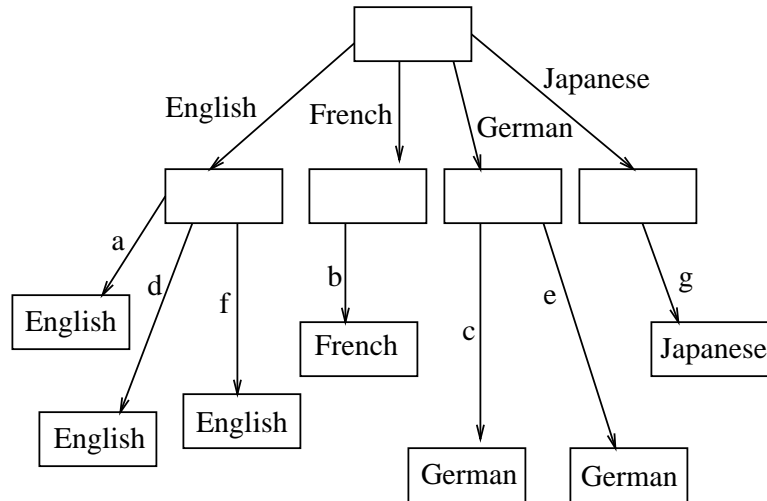 Japanese
English
French
German
a
d
f
b
c
e
g
English
French
Japanese
English
English
German
German